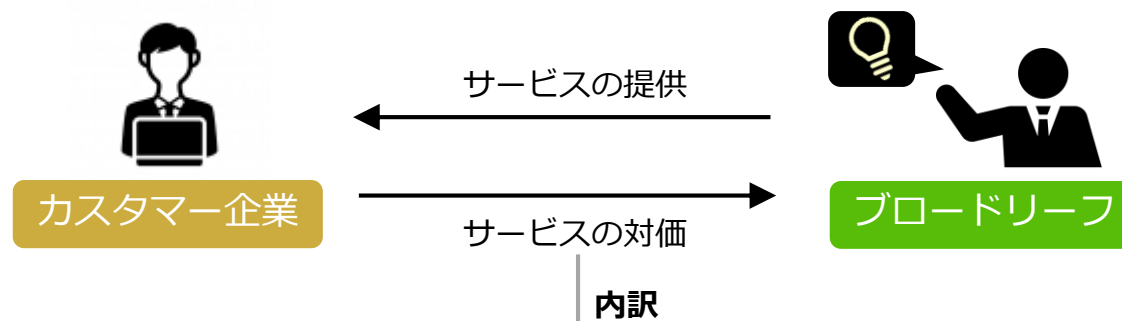 サービスの提供
カスタマー企業
ブロードリーフ
サービスの対価
内訳